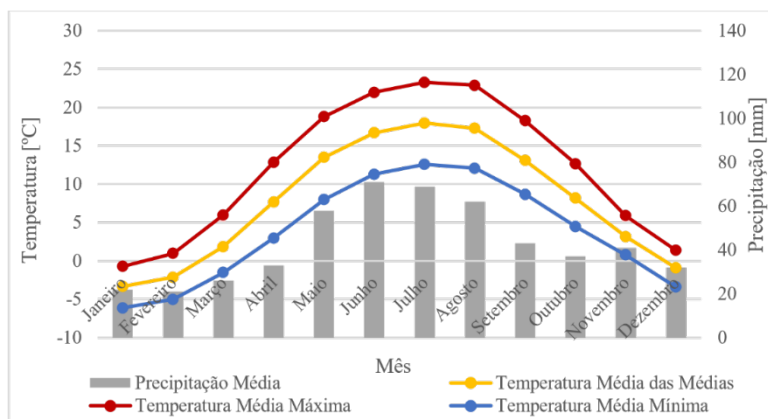 Temperatura [ºC]
30
25
20
15
10
5
0
-5
-10
Precipitação [mm]
140
120
100
80
60
40
20
0
Janeiro
Fevereiro
Março
Abril
Maio
Junho
Julho
Agosto
Setembro
Outubro
Novembro
Dezembro
Mês
Precipitação Média
Temperatura Média das Médias
Temperatura Média Máxima
Temperatura Média Mínima